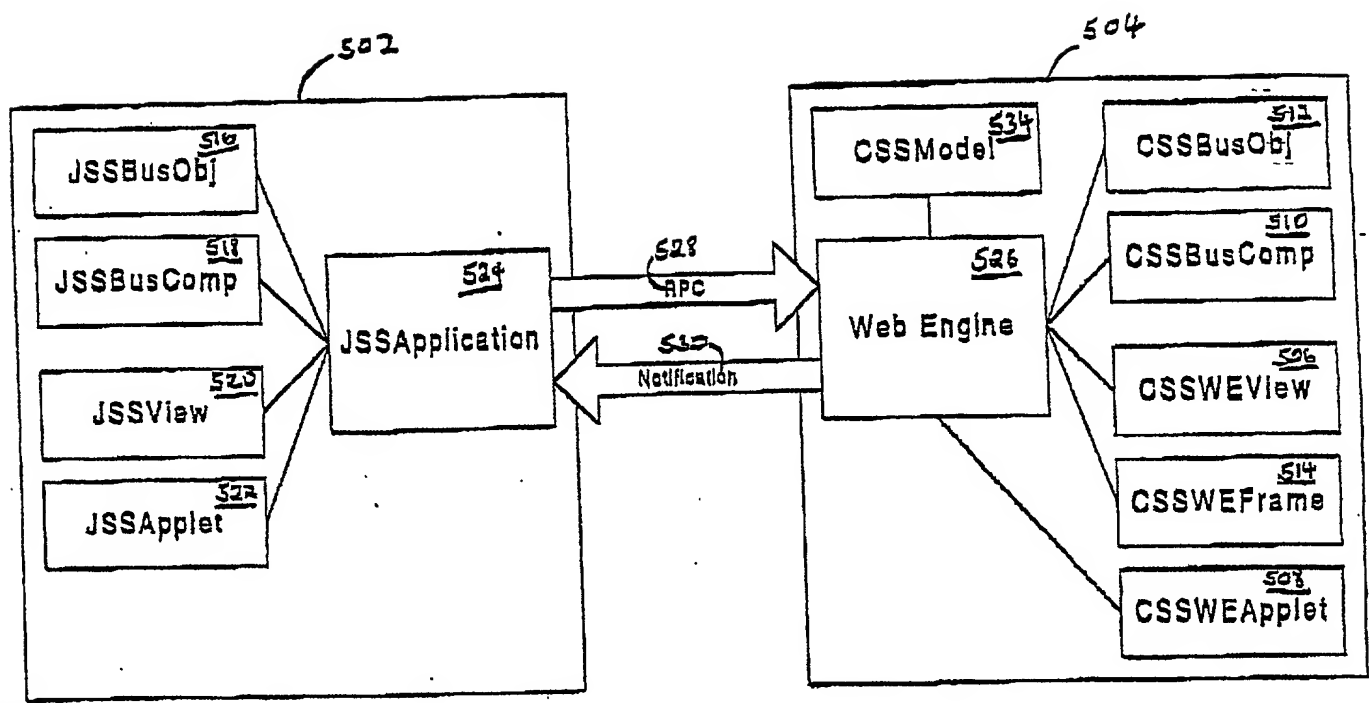 502
504
516
JSSBusObj
518
JSSBusComp
520
JSSView
522
JSSApplet
524
JSSApplication
528
RPC
530
Notification
534
CSSModel
526
Web Engine
512
CSSBusObj
510
CSSBusComp
506
CSSWEView
514
CSSWEFrame
508
CSSWEApplet